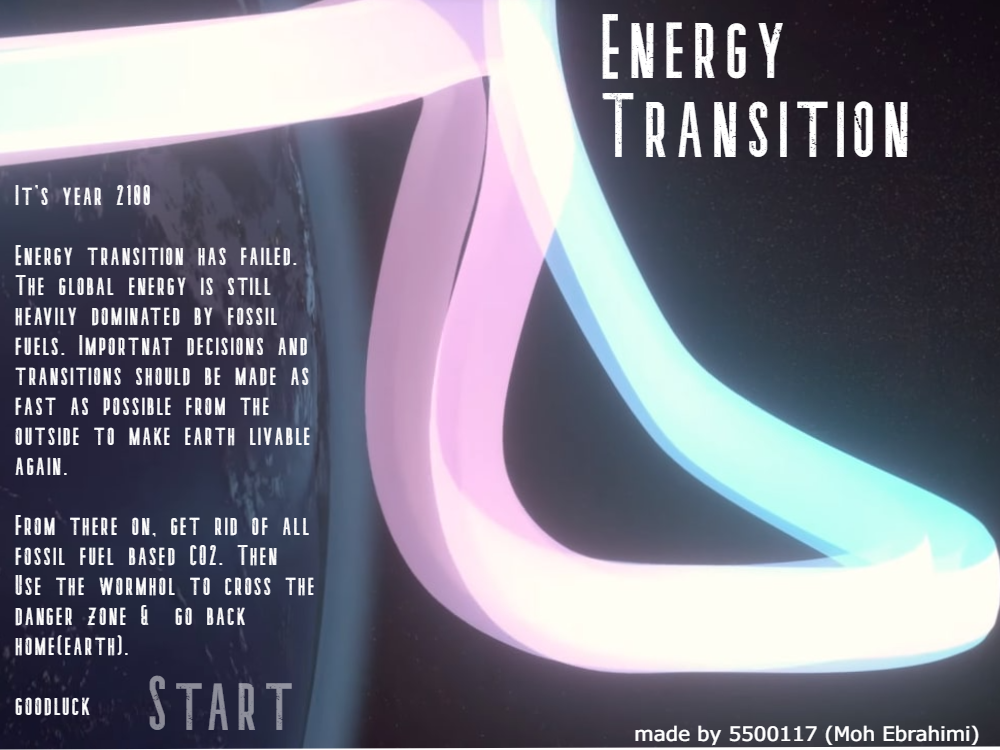 Energy
Transition
It's year 2100
Energy transition has failed.
The global energy is still
heavily dominated by fossil
fuels. Importnat decisions and
transitions should be made as
fast as possible from the
outside to make earth livable
again.
From there on, get rid of all
fossil fuel based CO2. Then
Use the wormhol to cross the
danger zone & go back
home(earth).
goodluck
Start
made by 5500117 (Moh Ebrahimi)